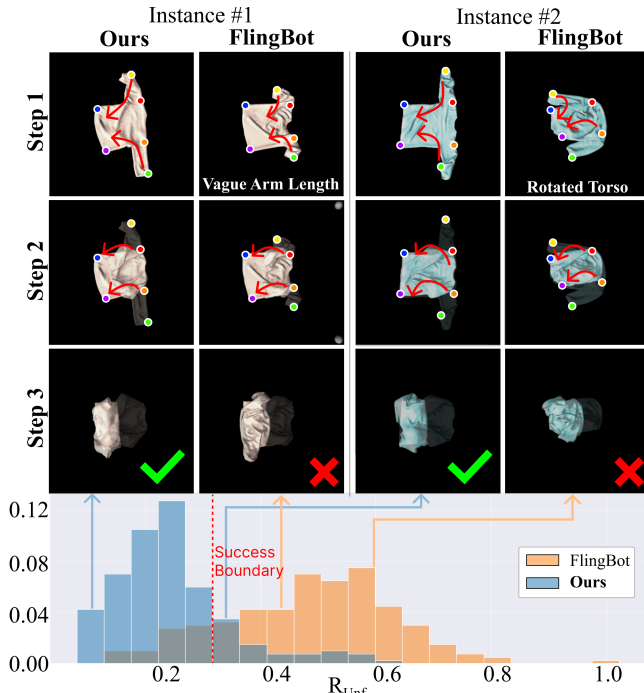 Instance #1
Instance #2
Ours
FlingBot
Ours
FlingBot
Step 1
Vague Arm Length
Rotated Torso
Step 2
Step 3
0.12
0.08
0.04
0.00
Success
Boundary
FlingBot
Ours
0.2
0.4
0.6
0.8
1.0
R_Unf